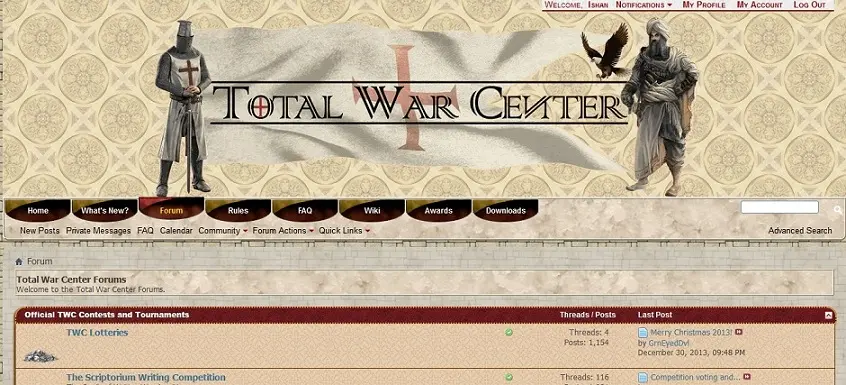 Welcome, Ishan Notifications My Profile My Account Log Out
TOTAL WAR CENTER
Home What's New? Forum Rules FAQ Wiki Awards Downloads
New Posts Private Messages FAQ Calendar Community Forum Actions Quick Links Advanced Search
Forum
Total War Center Forums
Welcome to the Total War Center Forums.
Official TWC Contests and Tournaments Threads / Posts Last Post
TWC Lotteries Threads: 4 Merry Christmas 2013!
Posts: 1,154 by GrnEyedDvl
December 30, 2013, 09:48 PM
The Scriptorium Writing Competition Threads: 116 Competition voting and...